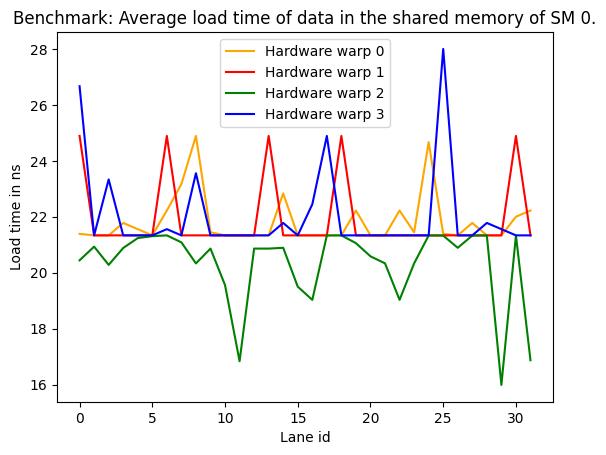 Benchmark: Average load time of data in the shared memory of SM 0.
Hardware warp 0
Hardware warp 1
Hardware warp 2
Hardware warp 3
Load time in ns
28
26
24
22
20
18
16
0 5 10 15 20 25 30
Lane id